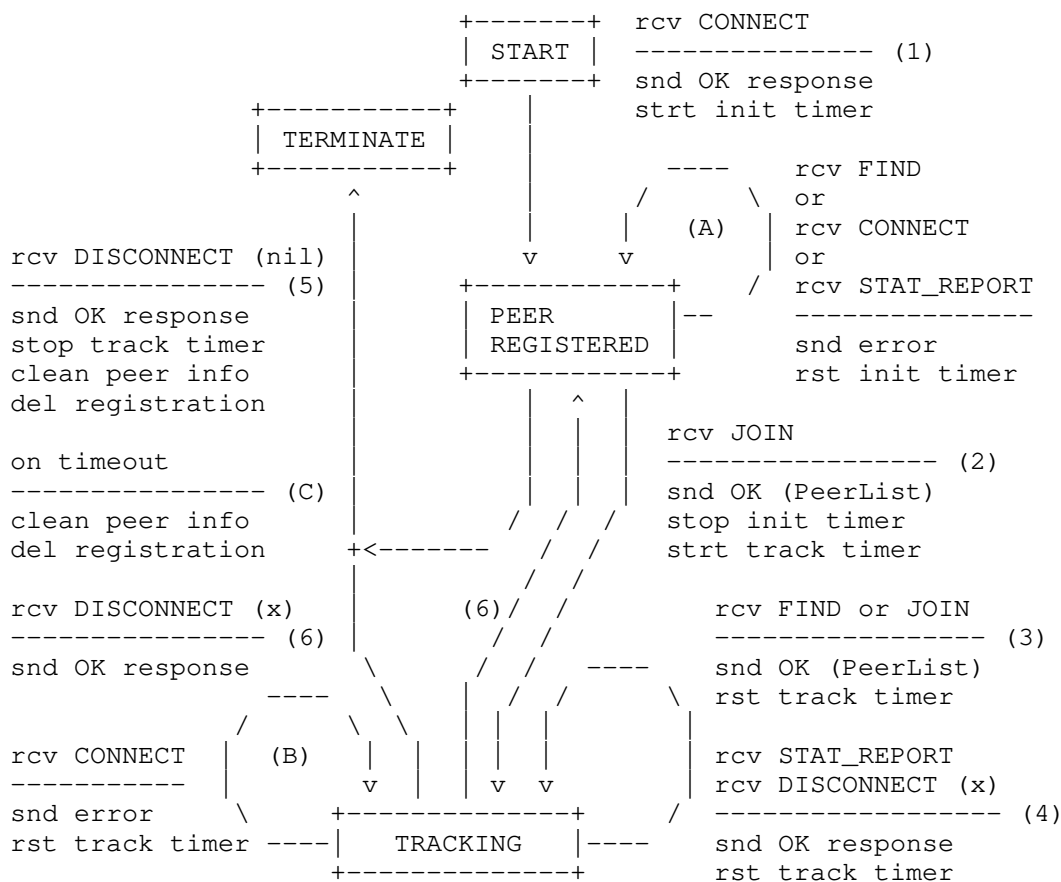 +-------+ rcv CONNECT
| START | --------------- (1)
+-------+ snd OK response
+-----------+ | strt init timer
| TERMINATE | |
+-----------+ | ---- rcv FIND
^ | / \ or
| | | (A) | rcv CONNECT
rcv DISCONNECT (nil) | v v | or
---------------- (5) | +------------+ / rcv STAT_REPORT
snd OK response | | PEER |-- ---------------
stop track timer | | REGISTERED | snd error
clean peer info | +------------+ rst init timer
del registration | | ^ |
| | | | rcv JOIN
on timeout | | | | ----------------- (2)
---------------- (C) | | | | snd OK (PeerList)
clean peer info | / / / stop init timer
del registration +<------- / / strt track timer
| / /
rcv DISCONNECT (x) | (6) / / rcv FIND or JOIN
---------------- (6) | / / ----------------- (3)
snd OK response \ / / ---- snd OK (PeerList)
---- \ | / / \ rst track timer
/ \ \ | | | |
rcv CONNECT | (B) | | | | | | rcv STAT_REPORT
----------- | v | | v v | rcv DISCONNECT (x)
snd error \ +---------------+ / ------------------ (4)
rst track timer ----| TRACKING |---- snd OK response
+---------------+ rst track timer